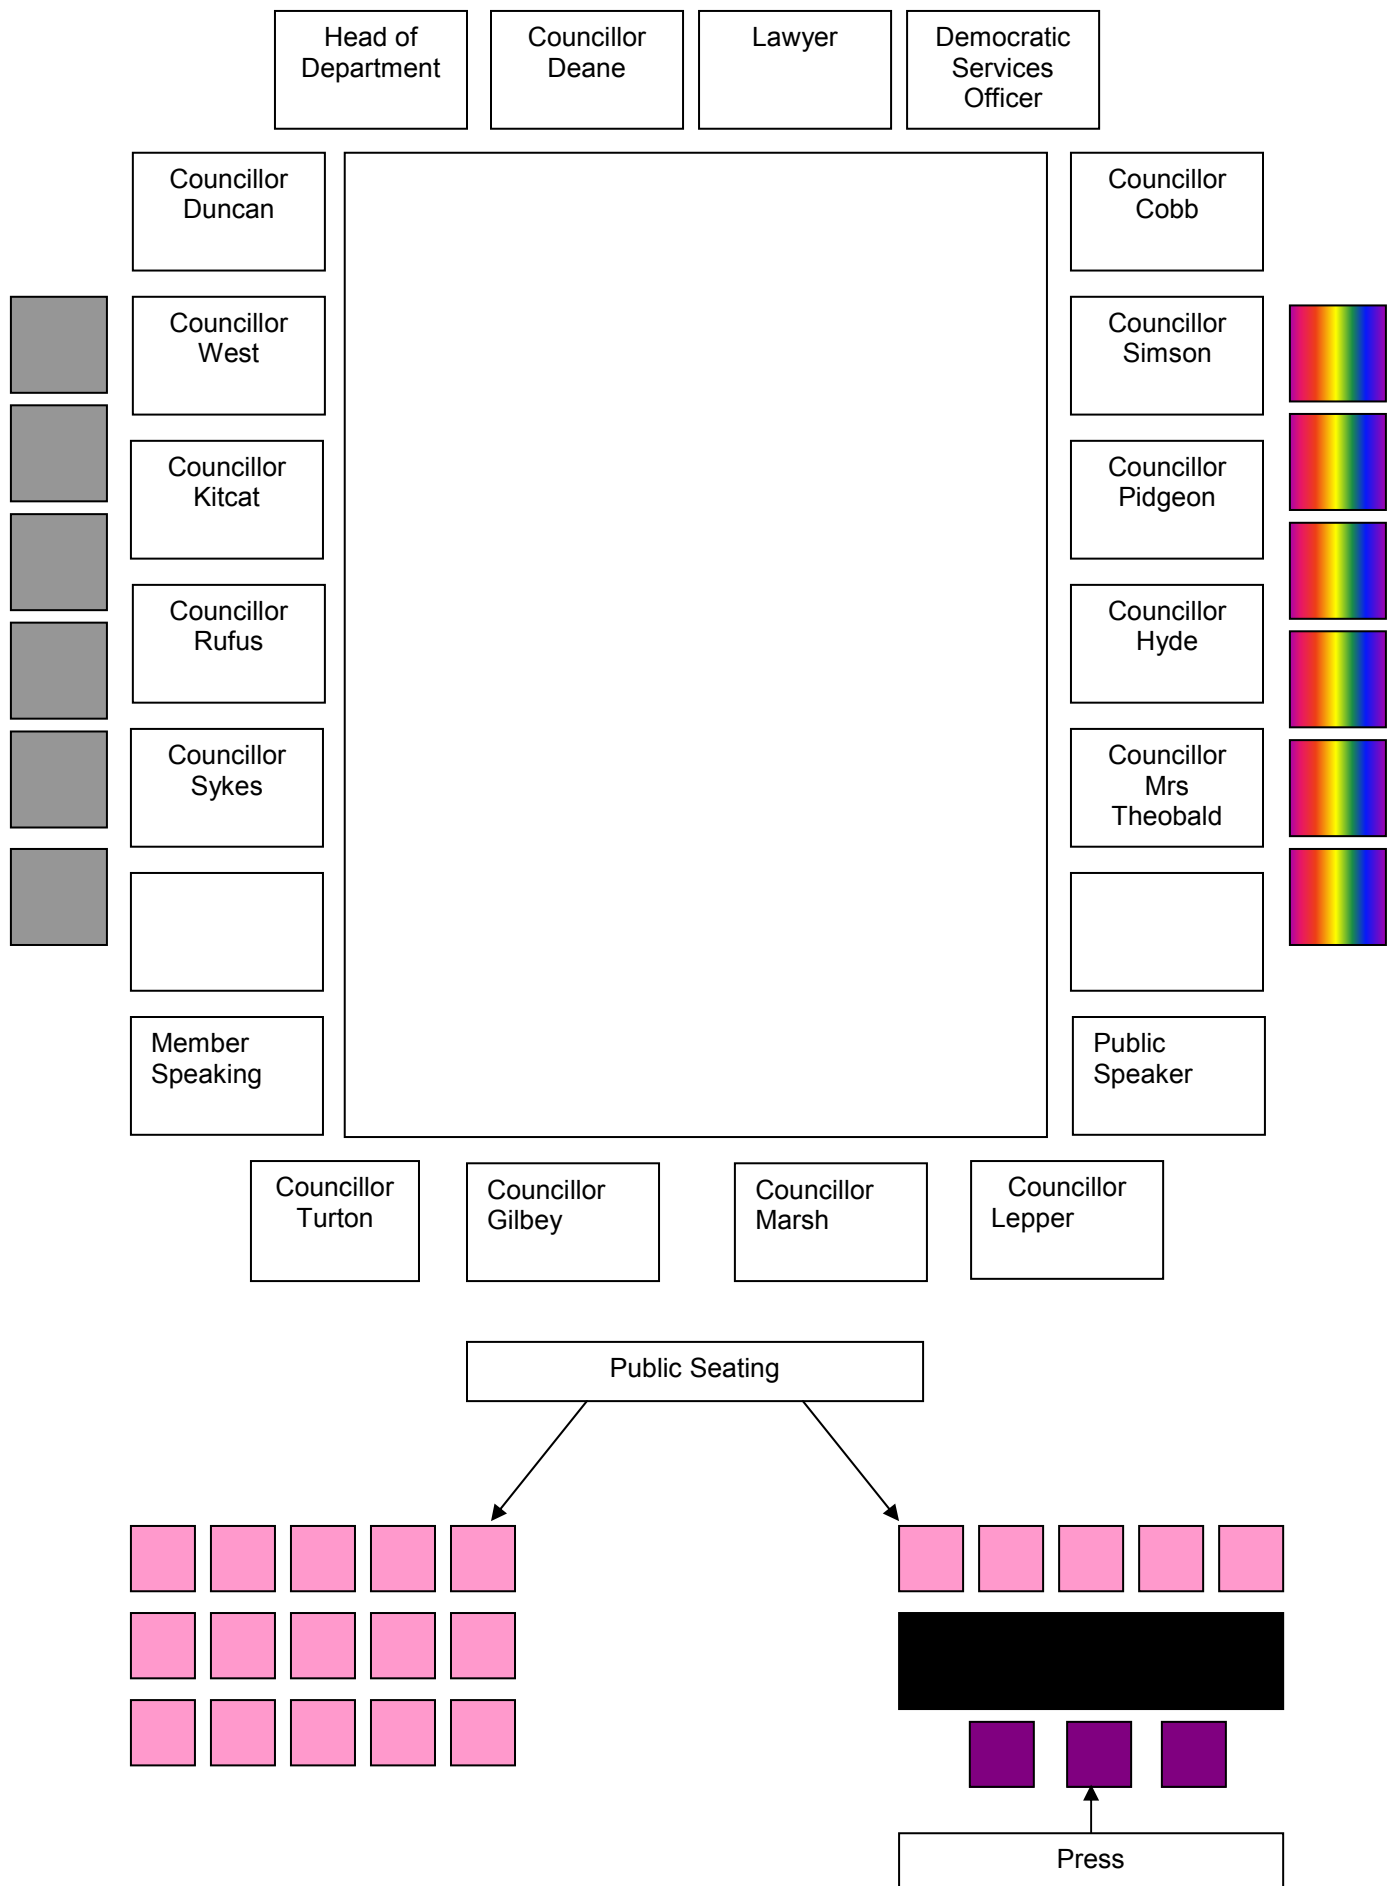 Head of
Department
Councillor
Deane
Lawyer
Democratic
Services
Officer
Councillor
Duncan
Councillor
Cobb
Councillor
West
Councillor
Simson
Councillor
Kitcat
Councillor
Pidgeon
Councillor
Rufus
Councillor
Hyde
Councillor
Sykes
Councillor
Mrs
Theobald
Member
Speaking
Public
Speaker
Councillor
Turton
Councillor
Gilbey
Councillor
Marsh
Councillor
Lepper
Public Seating
Press